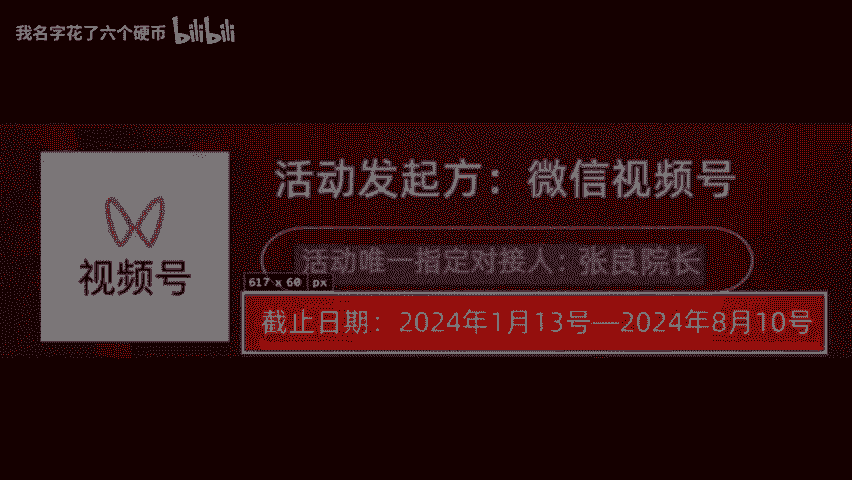 我名字花了六个硬币 bilibili
活动发起方：微信视频号
视频号
活动唯一指定对接人：张良院长
617 x 60 px
截止日期：2024年1月13号—2024年8月10号